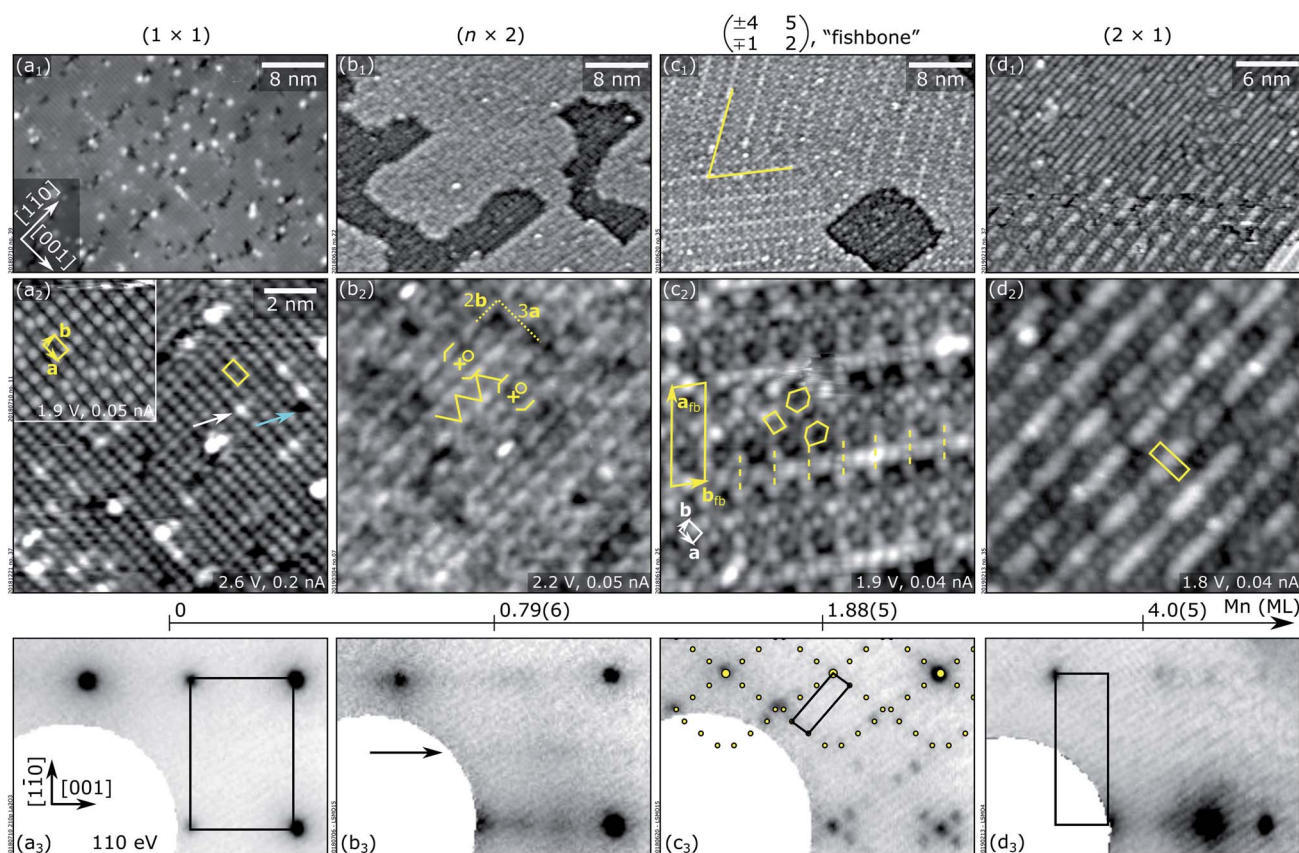 (1 × 1)
(n × 2)
(±4 5
∓1 2), "fishbone"
(2 × 1)
(a1)
8 nm
[11̄0]
[001]
(b1)
8 nm
(c1)
8 nm
(d1)
6 nm
(a2)
2 nm
b
a
1.9 V, 0.05 nA
2.6 V, 0.2 nA
(b2)
2b
3a
2.2 V, 0.05 nA
(c2)
afb
bfb
b
a
1.9 V, 0.04 nA
(d2)
1.8 V, 0.04 nA
0
0.79(6)
1.88(5)
4.0(5)
Mn (ML)
[11̄0]
[001]
(a3)
110 eV
(b3)
(c3)
(d3)